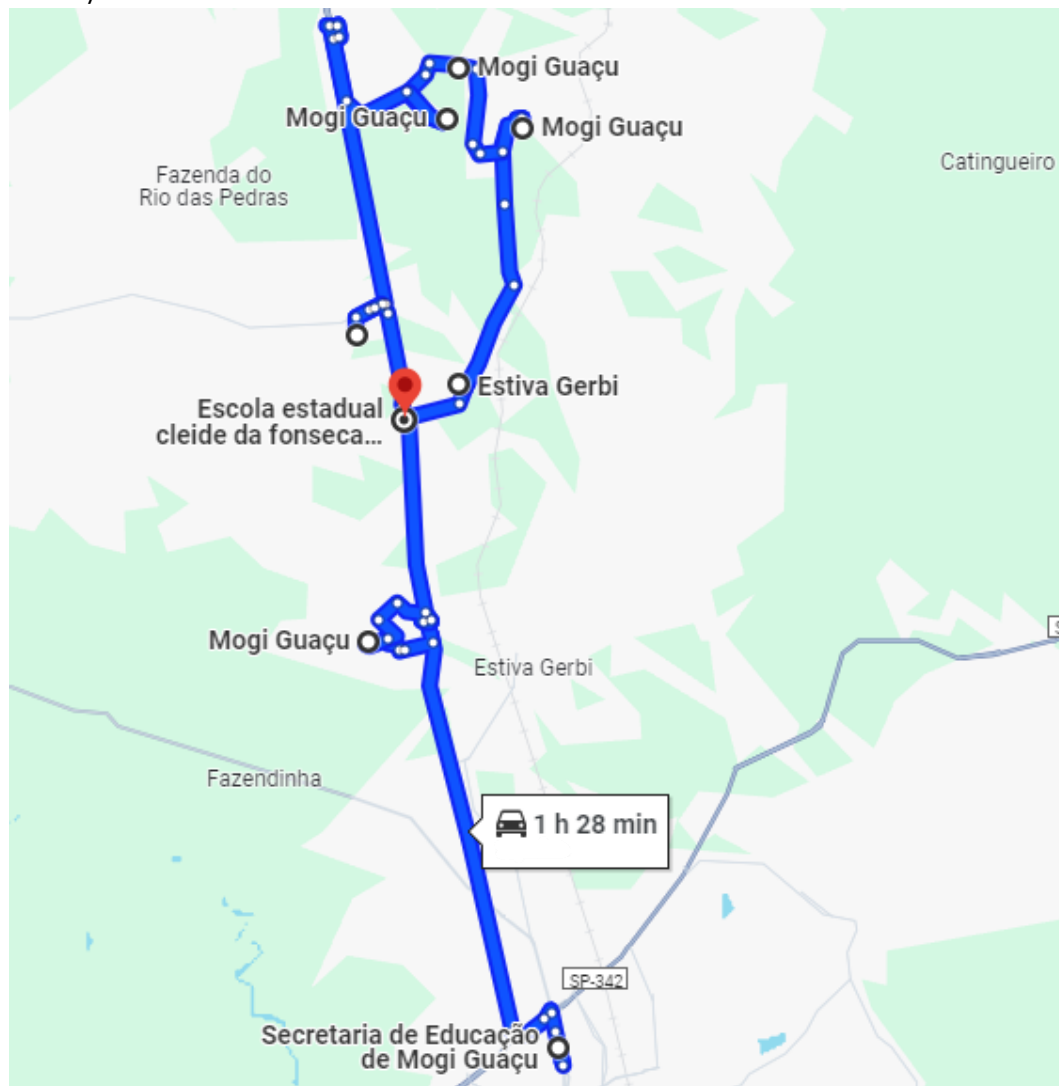 Mogi Guaçu
Mogi Guaçu
Mogi Guaçu
Catingueiro
Fazenda do
Rio das Pedras
Estiva Gerbi
Escola estadual
cleide da fonseca...
Mogi Guaçu
Estiva Gerbi
Fazendinha
1 h 28 min
SP-342
Secretaria de Educação
de Mogi Guaçu